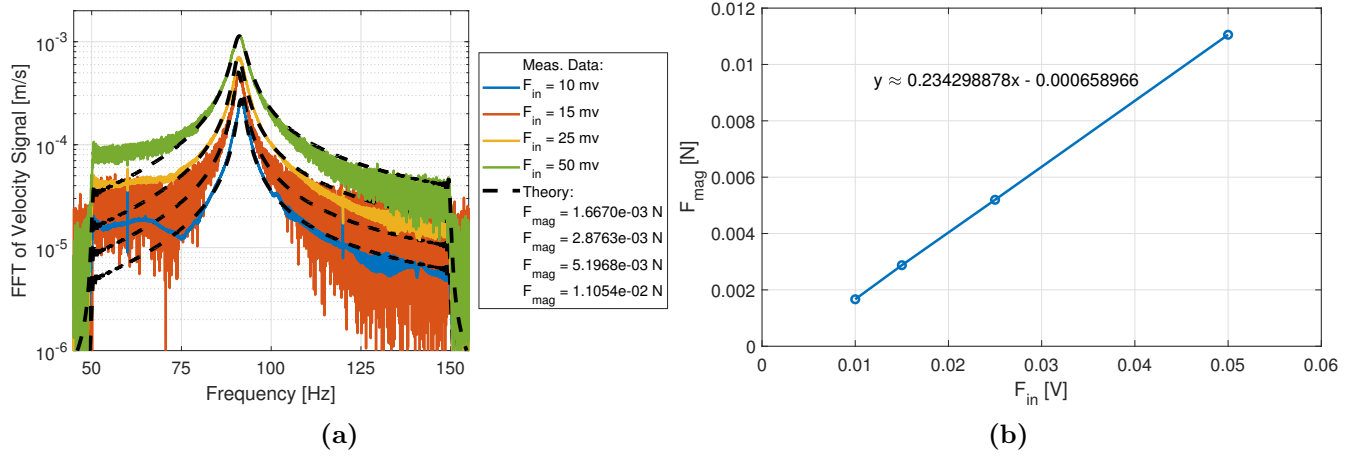 10^-3
10^-4
10^-5
10^-6
FFT of Velocity Signal [m/s]
50
75
100
125
150
Frequency [Hz]
Meas. Data:
F_in = 10 mv
F_in = 15 mv
F_in = 25 mv
F_in = 50 mv
Theory:
F_mag = 1.6670e-03 N
F_mag = 2.8763e-03 N
F_mag = 5.1968e-03 N
F_mag = 1.1054e-02 N
(a)
0.012
0.01
0.008
0.006
0.004
0.002
0
F_mag [N]
y ≈ 0.234298878x - 0.000658966
0
0.01
0.02
0.03
0.04
0.05
0.06
F_in [V]
(b)